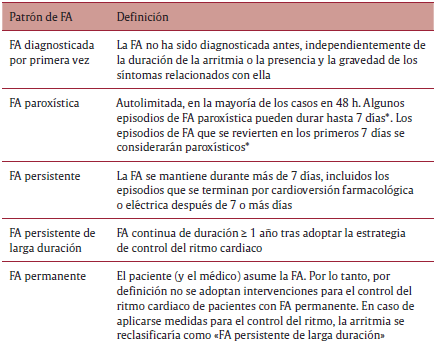 Patrón de FA Definición
FA diagnosticada La FA no ha sido diagnosticada antes, independientemente de
por primera vez la duración de la arritmia o la presencia y la gravedad de los
síntomas relacionados con ella
FA paroxística Autolimitada, en la mayoría de los casos en 48 h. Algunos
episodios de FA paroxística pueden durar hasta 7 días*. Los
episodios de FA que se revierten en los primeros 7 días se
considerarán paroxísticos*
FA persistente La FA se mantiene durante más de 7 días, incluidos los
episodios que se terminan por cardioversión farmacológica
o eléctrica después de 7 o más días
FA persistente de FA continua de duración ≥ 1 año tras adoptar la estrategia
larga duración de control del ritmo cardiaco
FA permanente El paciente (y el médico) asume la FA. Por lo tanto, por
definición no se adoptan intervenciones para el control del
ritmo cardiaco de pacientes con FA permanente. En caso de
aplicarse medidas para el control del ritmo, la arritmia se
reclasificaría como «FA persistente de larga duración»